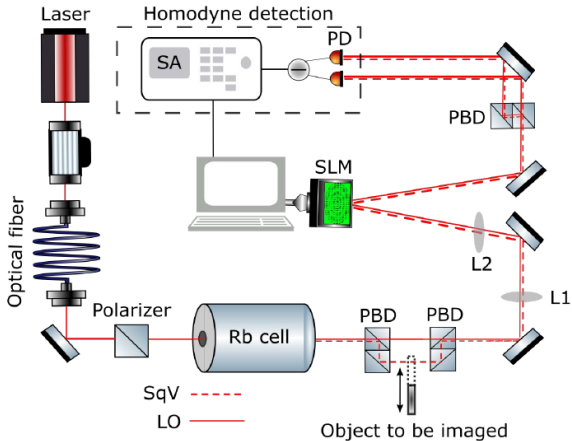 Homodyne detection
Laser
SA
PD
PBD
SLM
Optical fiber
L2
L1
Polarizer
Rb cell
PBD
PBD
SqV
LO
Object to be imaged